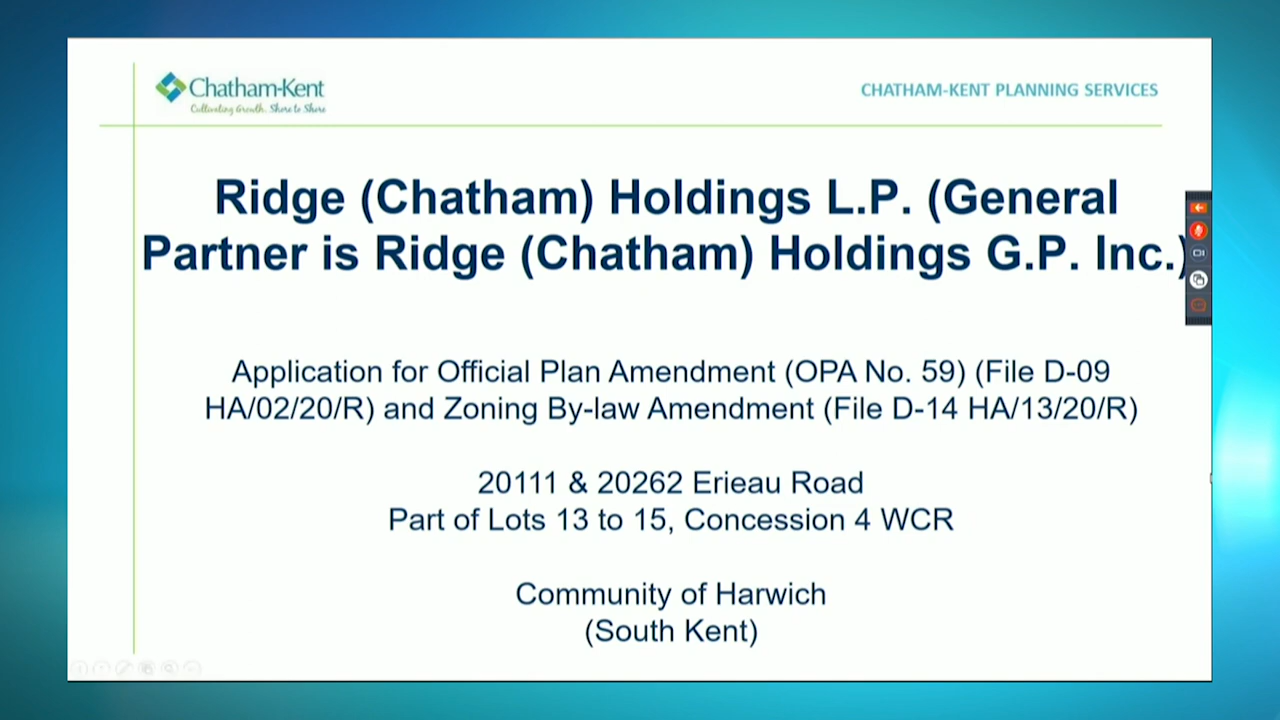 Chatham-Kent
Cultivating Growth. Shore to Shore
CHATHAM-KENT PLANNING SERVICES
Ridge (Chatham) Holdings L.P. (General
Partner is Ridge (Chatham) Holdings G.P. Inc.)
Application for Official Plan Amendment (OPA No. 59) (File D-09
HA/02/20/R) and Zoning By-law Amendment (File D-14 HA/13/20/R)
20111 & 20262 Erieau Road
Part of Lots 13 to 15, Concession 4 WCR
Community of Harwich
(South Kent)